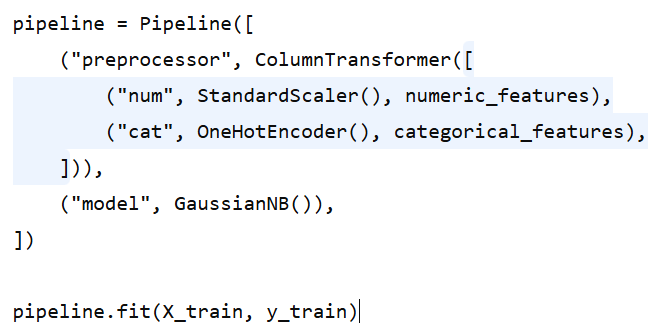 pipeline = Pipeline([
    ("preprocessor", ColumnTransformer([
        ("num", StandardScaler(), numeric_features),
        ("cat", OneHotEncoder(), categorical_features),
    ])),
    ("model", GaussianNB()),
])

pipeline.fit(X_train, y_train)